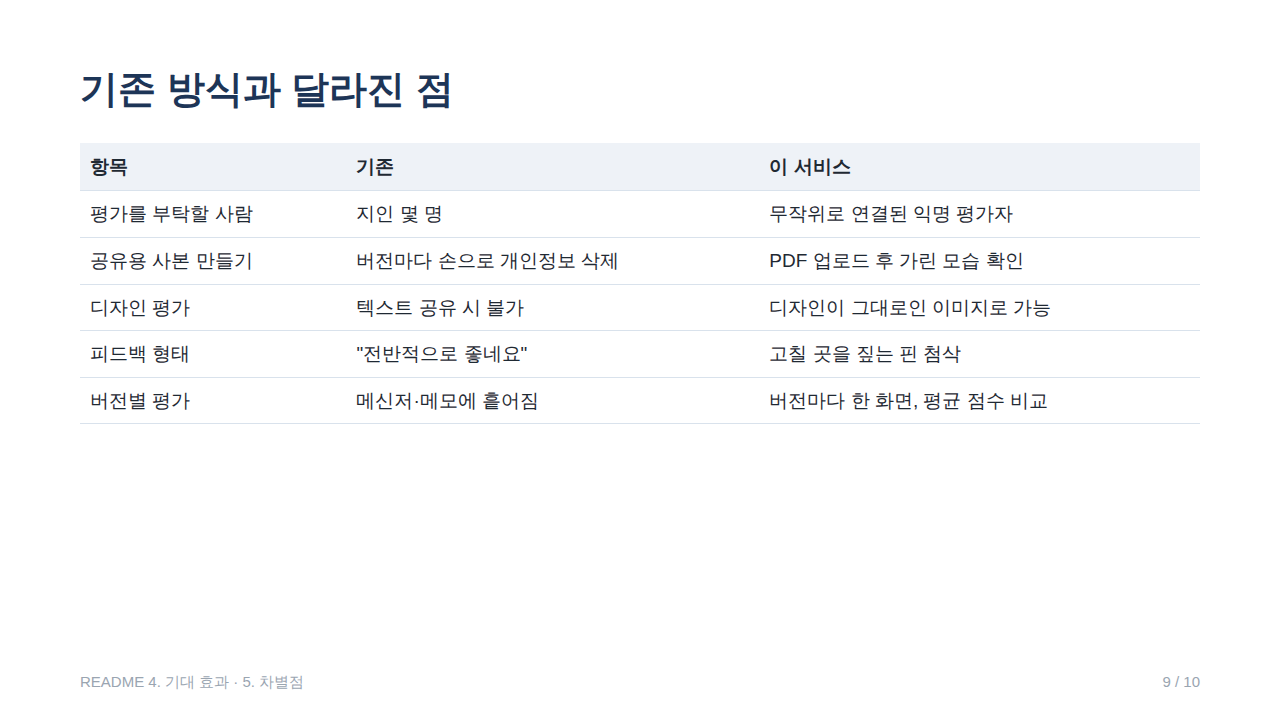 기존 방식과 달라진 점
항목 기존 이 서비스
평가를 부탁할 사람 지인 몇 명 무작위로 연결된 익명 평가자
공유용 사본 만들기 버전마다 손으로 개인정보 삭제 PDF 업로드 후 가린 모습 확인
디자인 평가 텍스트 공유 시 불가 디자인이 그대로인 이미지로 가능
피드백 형태 "전반적으로 좋네요" 고칠 곳을 짚는 핀 첨삭
버전별 평가 메신저·메모에 흩어짐 버전마다 한 화면, 평균 점수 비교
README 4. 기대 효과 · 5. 차별점 9 / 10